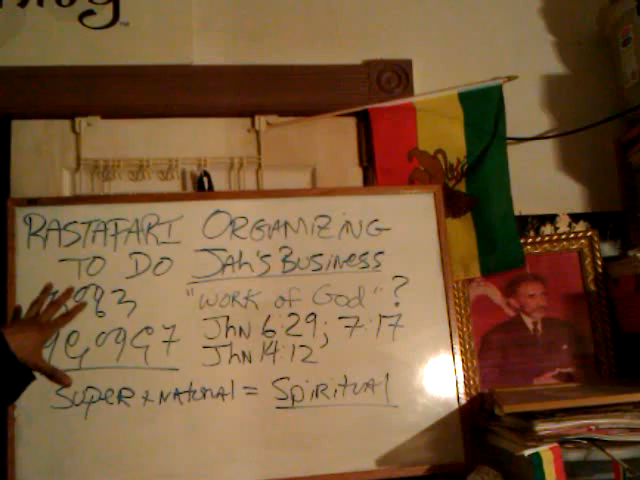 RASTAFARI ORGANIZING
TO DO JAH'S BUSINESS
"WORK OF GOD"?
JHN 6:29; 7:17
JHN 14:12
SUPER + NATURAL = SPIRITUAL